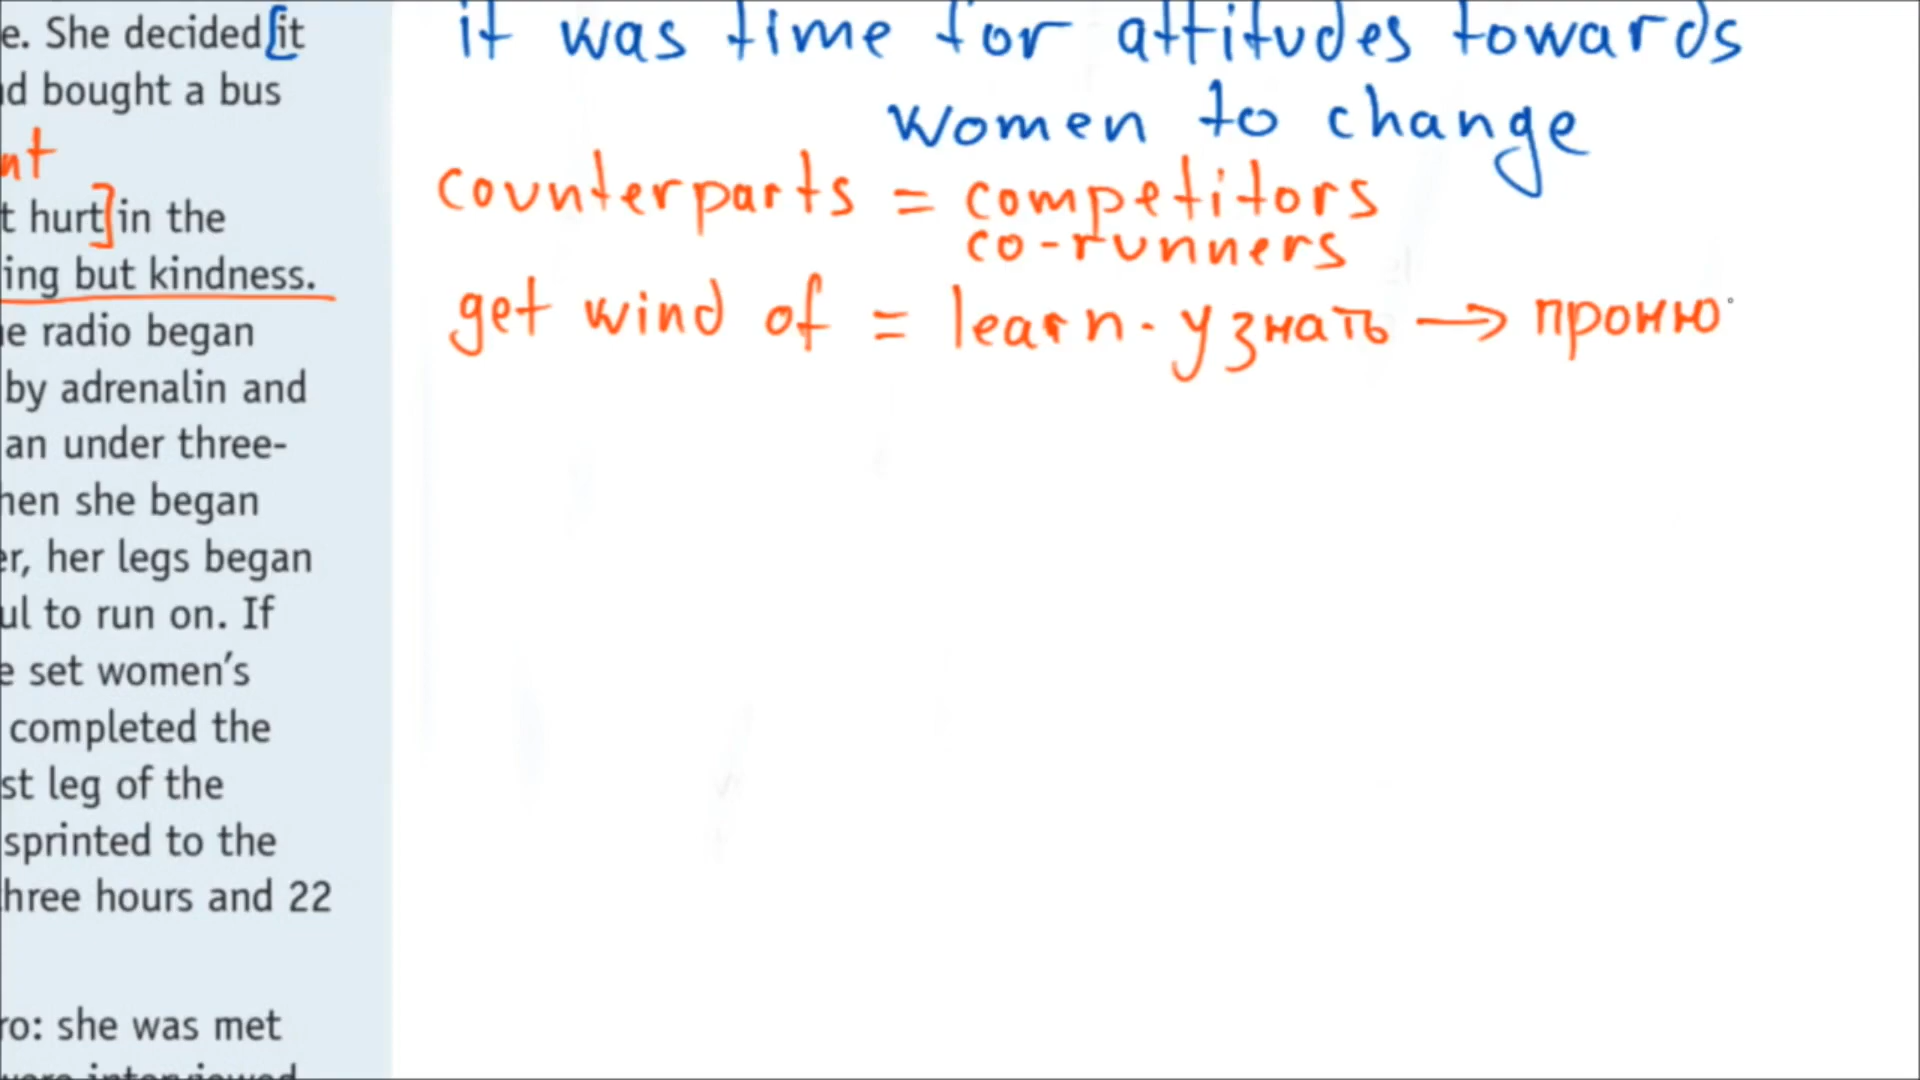 e. She decided it
d bought a bus
nt
t hurt in the
ing but kindness.
e radio began
by adrenalin and
an under three-
hen she began
er, her legs began
ul to run on. If
e set women's
completed the
st leg of the
sprinted to the
three hours and 22
ro: she was met
were interviewed
it was time for attitudes towards
women to change
counterparts = competitors
co-runners
get wind of = learn - узнать → проню